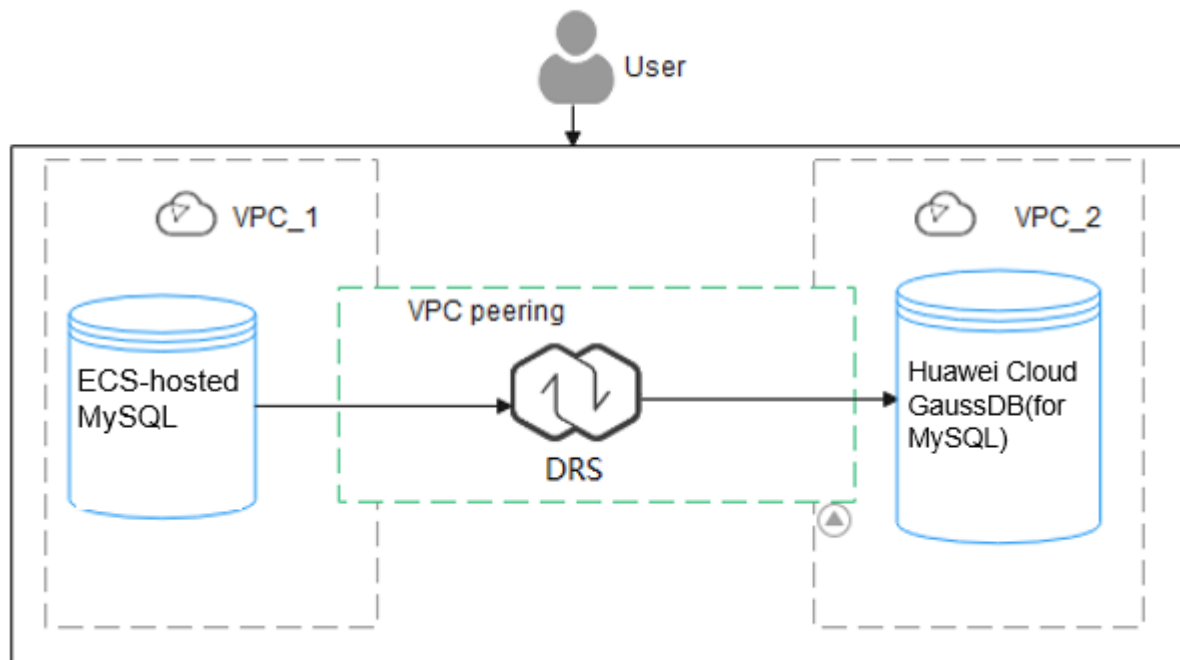 User
VPC_1
VPC_2
VPC peering
ECS-hosted
MySQL
DRS
Huawei Cloud
GaussDB(for
MySQL)